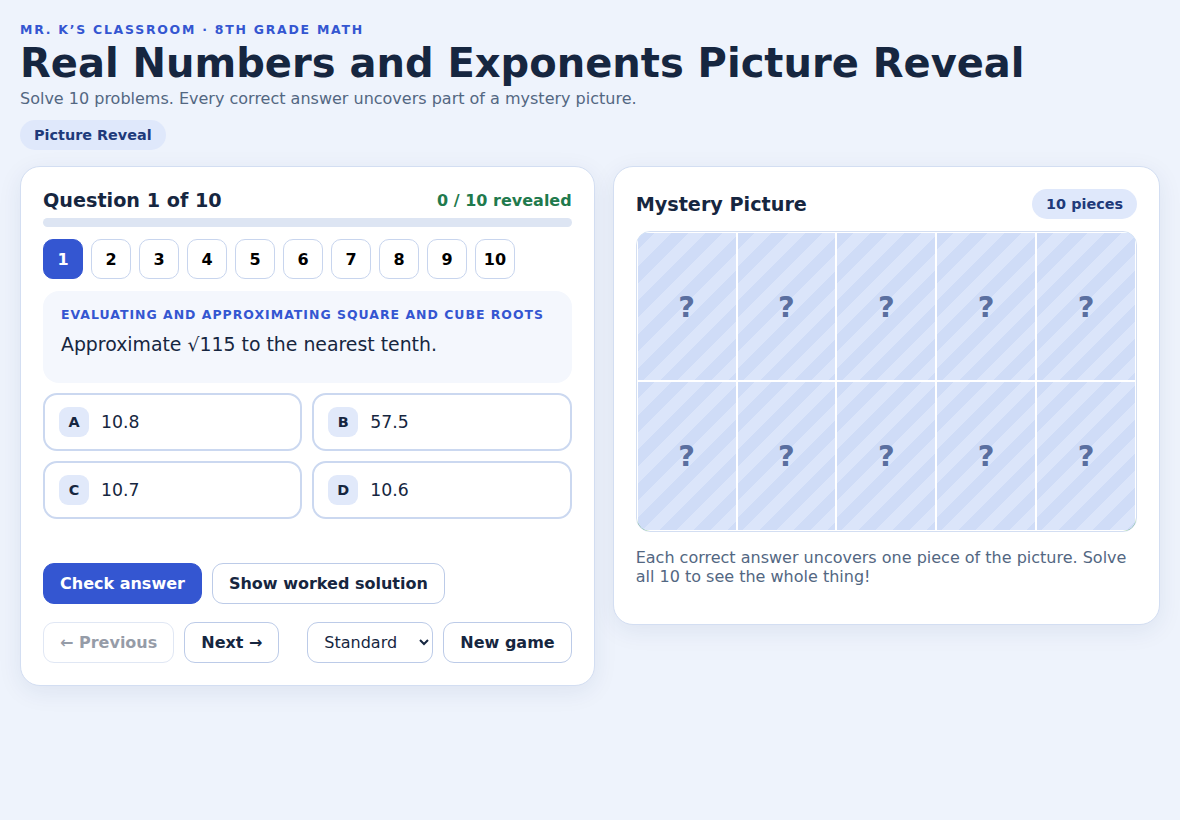 MR. K’S CLASSROOM · 8TH GRADE MATH
Real Numbers and Exponents Picture Reveal
Solve 10 problems. Every correct answer uncovers part of a mystery picture.
Picture Reveal
Question 1 of 10
0 / 10 revealed
1 2 3 4 5 6 7 8 9 10
EVALUATING AND APPROXIMATING SQUARE AND CUBE ROOTS
Approximate √115 to the nearest tenth.
A 10.8
B 57.5
C 10.7
D 10.6
Check answer
Show worked solution
← Previous
Next →
Standard
New game
Mystery Picture
10 pieces
? ? ? ? ?
? ? ? ? ?
Each correct answer uncovers one piece of the picture. Solve
all 10 to see the whole thing!